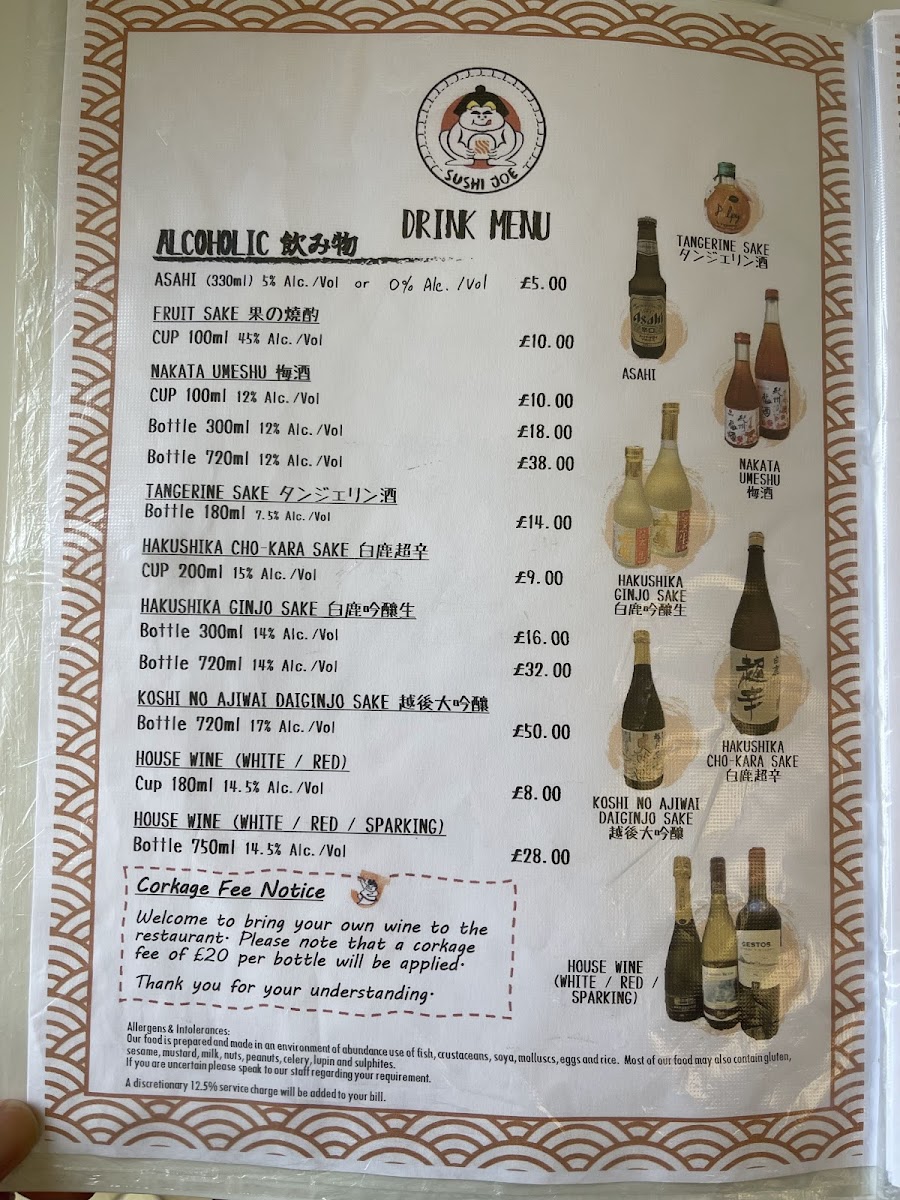 SUSHI JOE
DRINK MENU
ALCOHOLIC 飲み物
ASAHI (330ml) 5% Alc./Vol or 0% Alc./Vol £5.00
FRUIT SAKE 果の焼酌
CUP 100ml 45% Alc./Vol £10.00
NAKATA UMESHU 梅酒
CUP 100ml 12% Alc./Vol £10.00
Bottle 300ml 12% Alc./Vol £18.00
Bottle 720ml 12% Alc./Vol £38.00
TANGERINE SAKE タンジェリン酒
Bottle 180ml 7.5% Alc./Vol £14.00
HAKUSHIKA CHO-KARA SAKE 白鹿超辛
CUP 200ml 15% Alc./Vol £9.00
HAKUSHIKA GINJO SAKE 白鹿吟醸生
Bottle 300ml 14% Alc./Vol £16.00
Bottle 720ml 14% Alc./Vol £32.00
KOSHI NO AJIWAI DAIGINJO SAKE 越後大吟醸
Bottle 720ml 17% Alc./Vol £50.00
HOUSE WINE (WHITE / RED)
Cup 180ml 14.5% Alc./Vol £8.00
HOUSE WINE (WHITE / RED / SPARKING)
Bottle 750ml 14.5% Alc./Vol £28.00
TANGERINE SAKE
タンジェリン酒
Asahi
ASAHI
NAKATA
UMESHU
梅酒
HAKUSHIKA
GINJO SAKE
白鹿吟醸生
超辛
HAKUSHIKA
CHO-KARA SAKE
白鹿超辛
KOSHI NO AJIWAI
DAIGINJO SAKE
越後大吟醸
SESTOS
HOUSE WINE
(WHITE / RED /
SPARKING)
Corkage Fee Notice
Welcome to bring your own wine to the
restaurant. Please note that a corkage
fee of £20 per bottle will be applied.
Thank you for your understanding.
Allergens & Intolerances:
Our food is prepared and made in an environment of abundance use of fish, crustaceans, soya, molluscs, eggs and rice. Most of our food may also contain gluten,
sesame, mustard, milk, nuts, peanuts, celery, lupin and sulphites.
If you are uncertain please speak to our staff regarding your requirement.
A discretionary 12.5% service charge will be added to your bill.